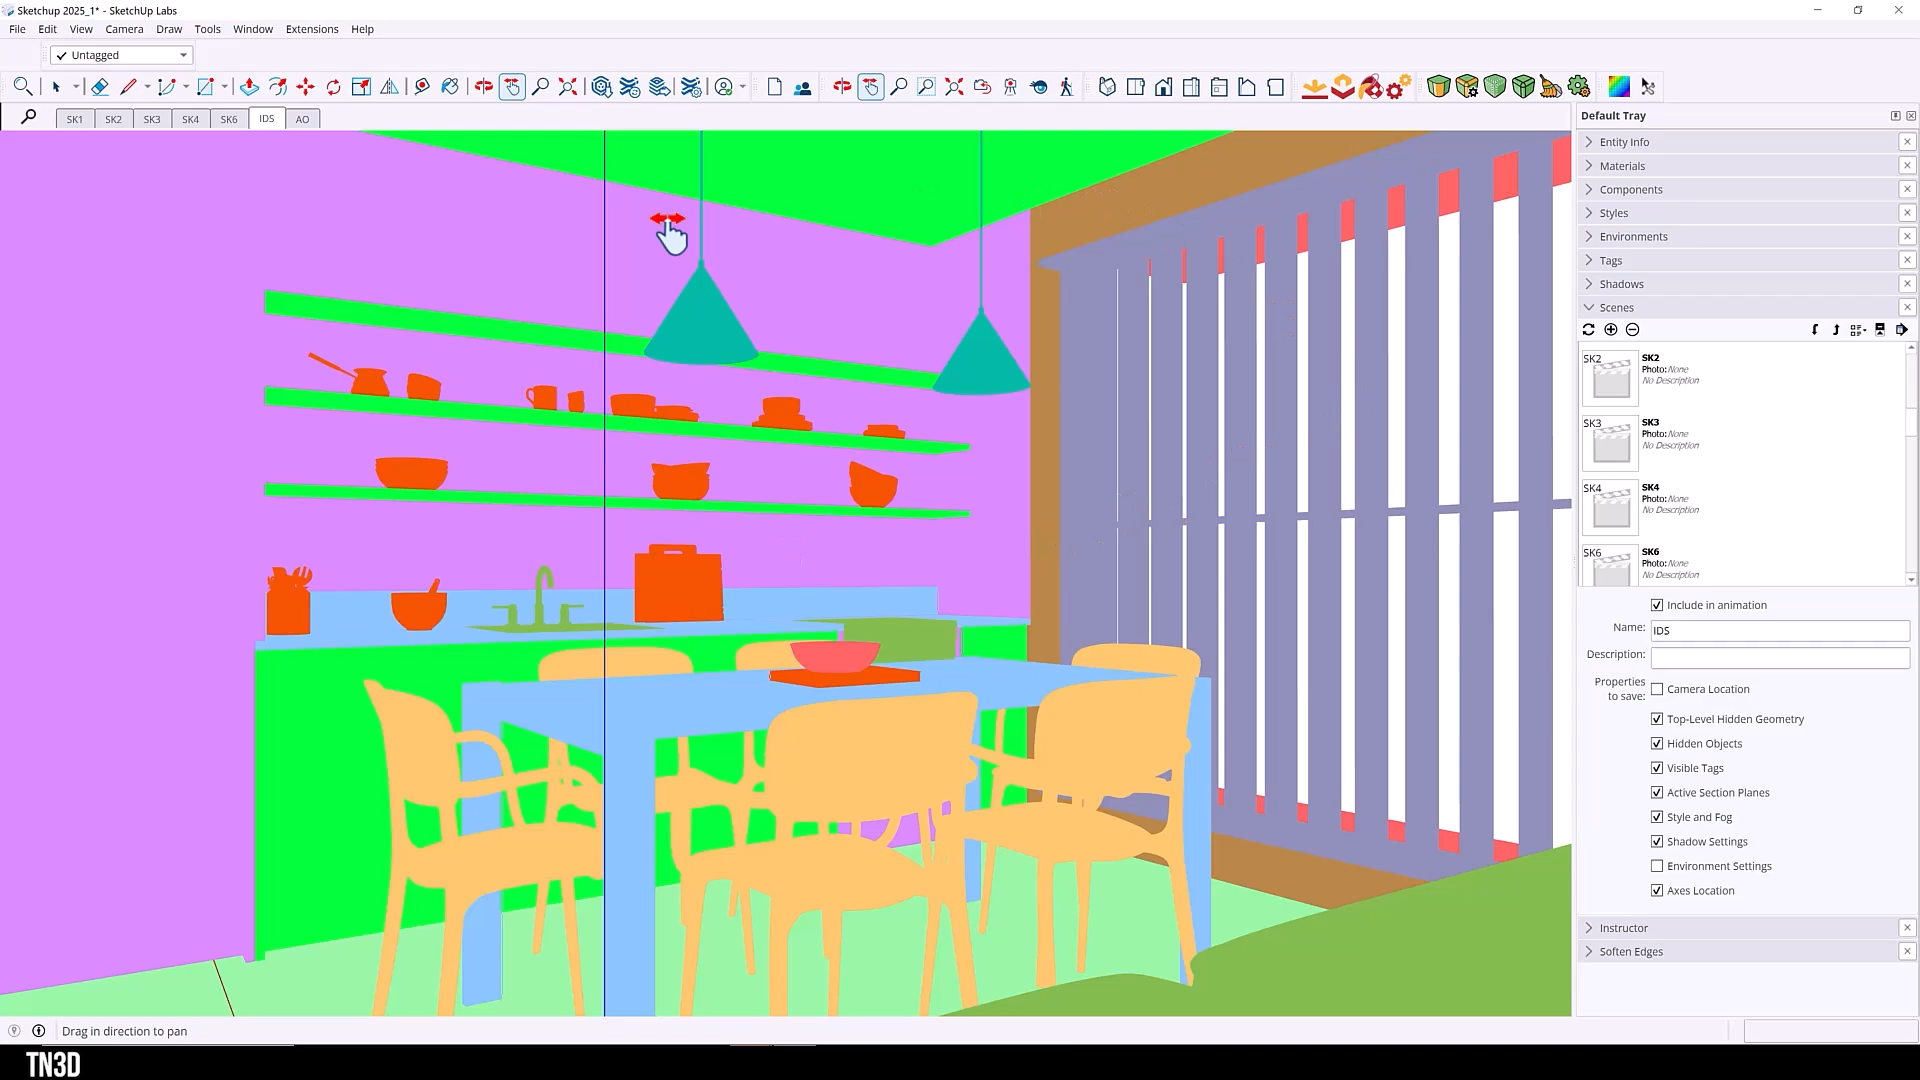 Sketchup 2025_1* - SketchUp Labs
File Edit View Camera Draw Tools Window Extensions Help
Untagged
SK1 SK2 SK3 SK4 SK6 IDS AO
Default Tray
Entity Info
Materials
Components
Styles
Environments
Tags
Shadows
Scenes
SK2 SK2
Photo: None
No Description
SK3 SK3
Photo: None
No Description
SK4 SK4
Photo: None
No Description
SK6 SK6
Photo: None
No Description
Include in animation
Name: IDS
Description:
Properties
to save:
Camera Location
Top-Level Hidden Geometry
Hidden Objects
Visible Tags
Active Section Planes
Style and Fog
Shadow Settings
Environment Settings
Axes Location
Instructor
Soften Edges
Drag in direction to pan
TN3D